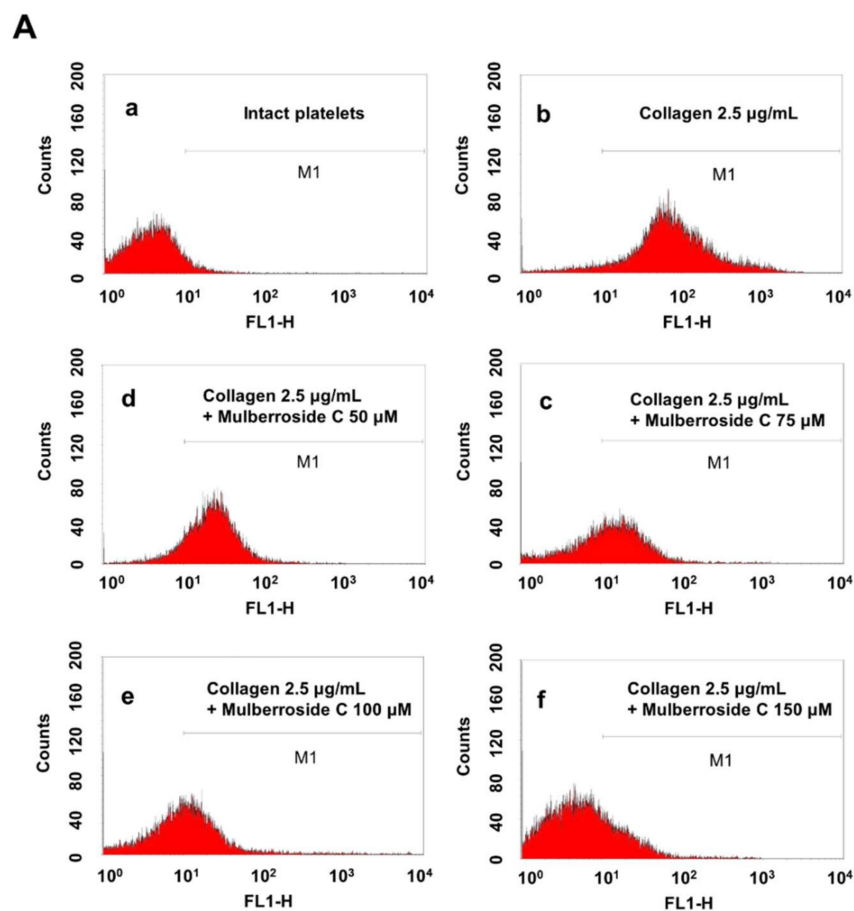 A
a
Intact platelets
M1
Counts
0 40 80 120 160 200
10⁰ 10¹ 10² 10³ 10⁴
FL1-H
b
Collagen 2.5 µg/mL
M1
Counts
0 40 80 120 160 200
10⁰ 10¹ 10² 10³ 10⁴
FL1-H
d
Collagen 2.5 µg/mL
+ Mulberroside C 50 µM
M1
Counts
0 40 80 120 160 200
10⁰ 10¹ 10² 10³ 10⁴
FL1-H
c
Collagen 2.5 µg/mL
+ Mulberroside C 75 µM
M1
Counts
0 40 80 120 160 200
10⁰ 10¹ 10² 10³ 10⁴
FL1-H
e
Collagen 2.5 µg/mL
+ Mulberroside C 100 µM
M1
Counts
0 40 80 120 160 200
10⁰ 10¹ 10² 10³ 10⁴
FL1-H
f
Collagen 2.5 µg/mL
+ Mulberroside C 150 µM
M1
Counts
0 40 80 120 160 200
10⁰ 10¹ 10² 10³ 10⁴
FL1-H